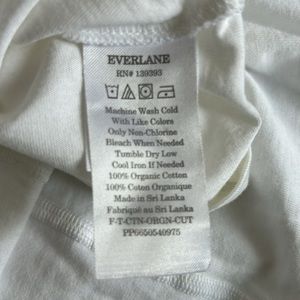 EVERLANE
RN# 139393
Machine Wash Cold
With Like Colors
Only Non-Chlorine
Bleach When Needed
Tumble Dry Low
Cool Iron If Needed
100% Organic Cotton
100% Coton Organique
Made in Sri Lanka
Fabriqué au Sri Lanka
F-T-CTN-ORGN-CUT
PP6650540975